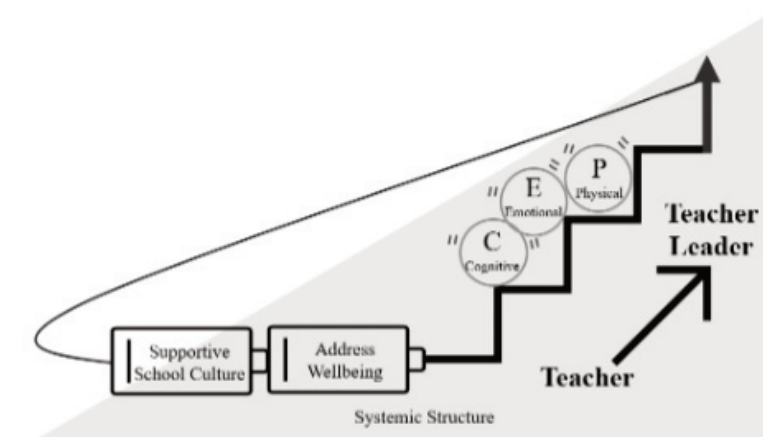 P
Physical
E
Emotional
C
Cognitive
Teacher
Leader
Supportive
School Culture
Address
Wellbeing
Teacher
Systemic Structure